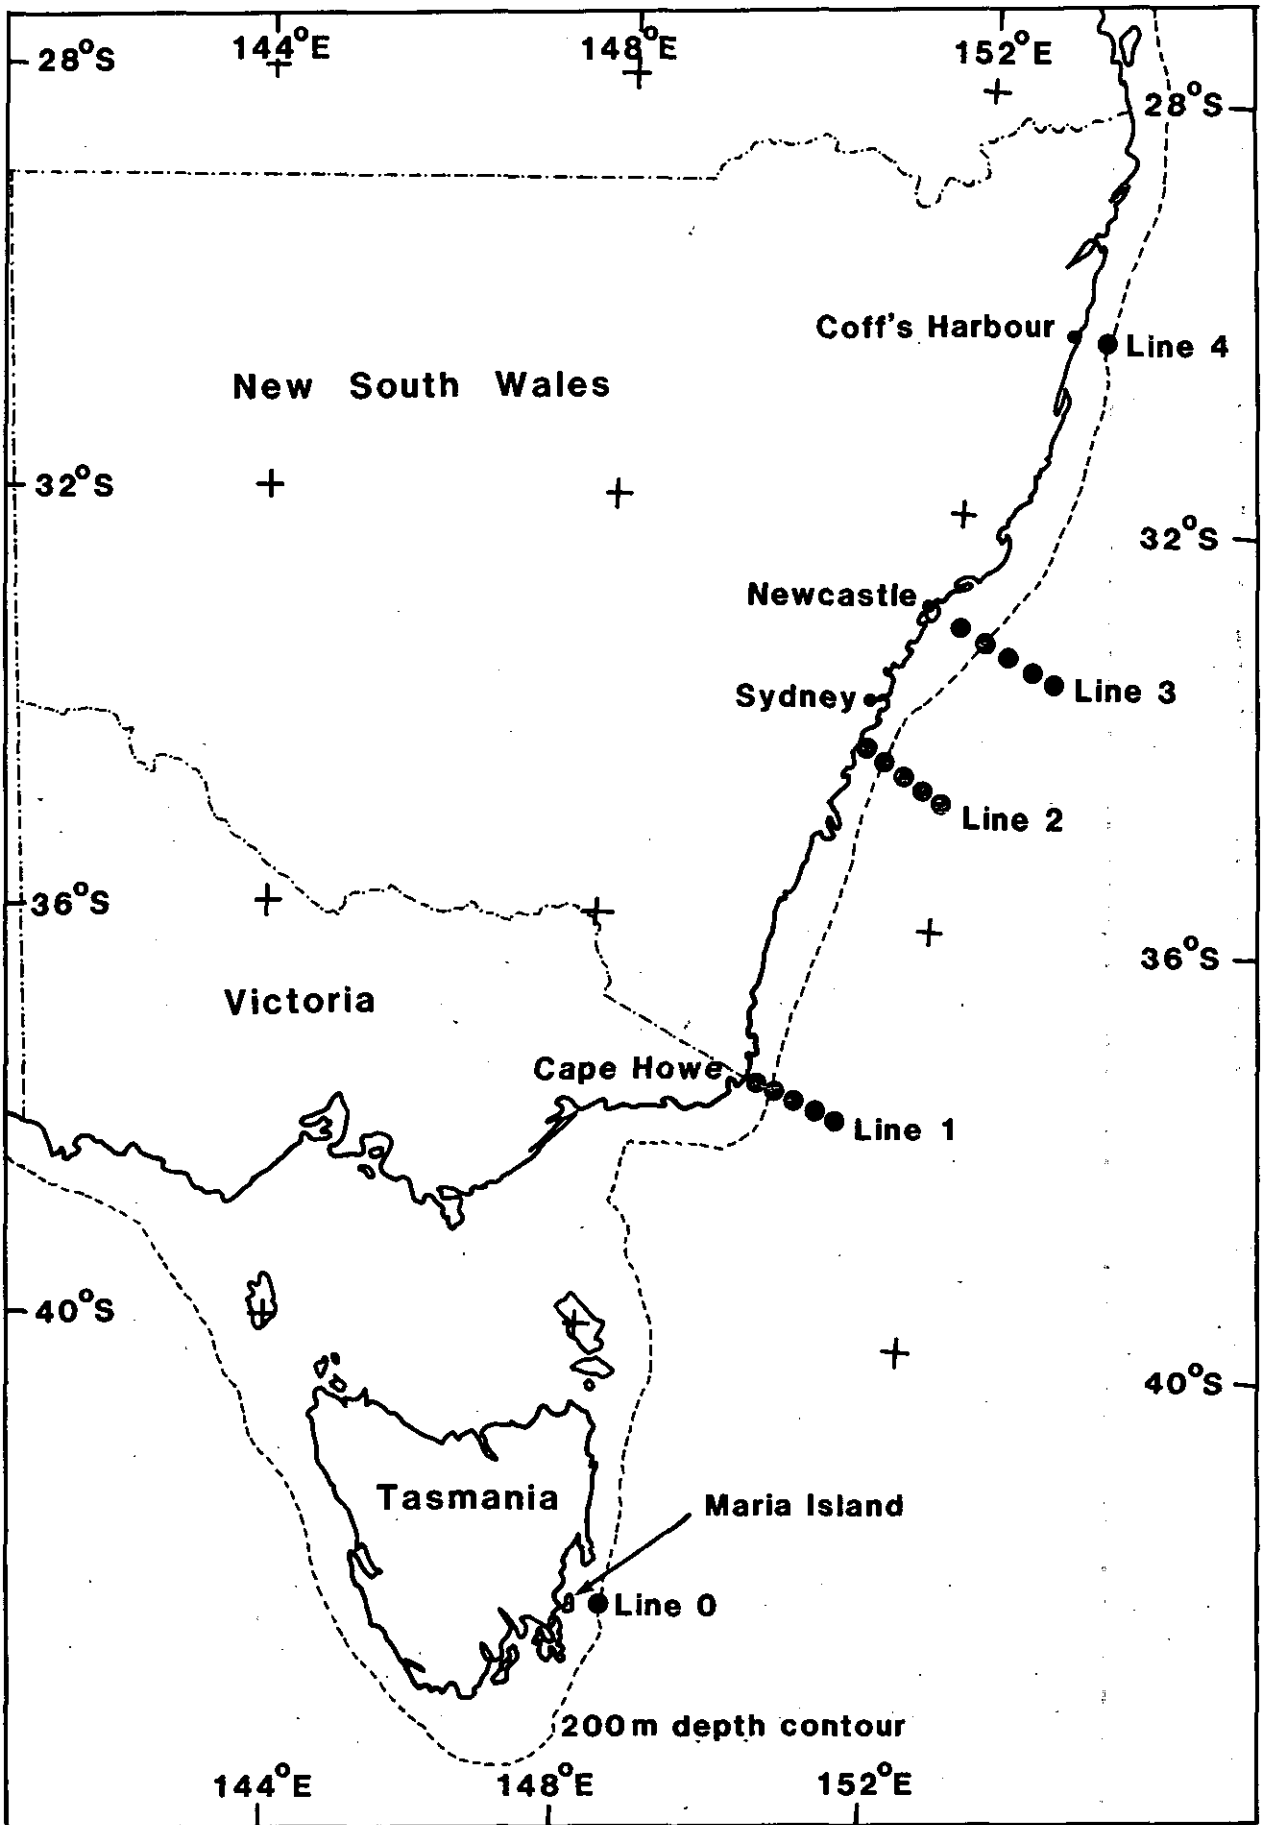 144°E
148°E
152°E
28°S
28°S
Coff's Harbour
Line 4
New South Wales
32°S
32°S
Newcastle
Line 3
Sydney
Line 2
36°S
36°S
Victoria
Cape Howe
Line 1
40°S
40°S
Tasmania
Maria Island
Line 0
200m depth contour
144°E
148°E
152°E